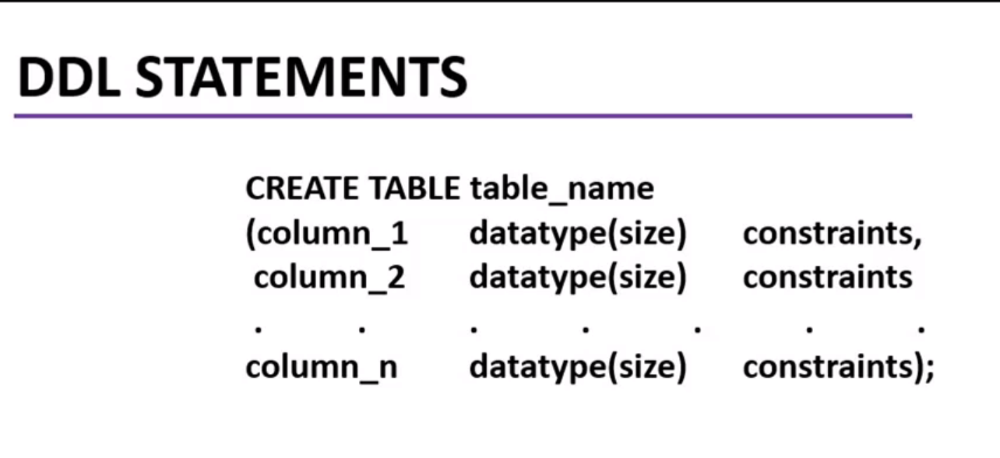 DDL STATEMENTS
CREATE TABLE table_name
(column_1 datatype(size) constraints,
column_2 datatype(size) constraints
. . . . . . .
column_n datatype(size) constraints);